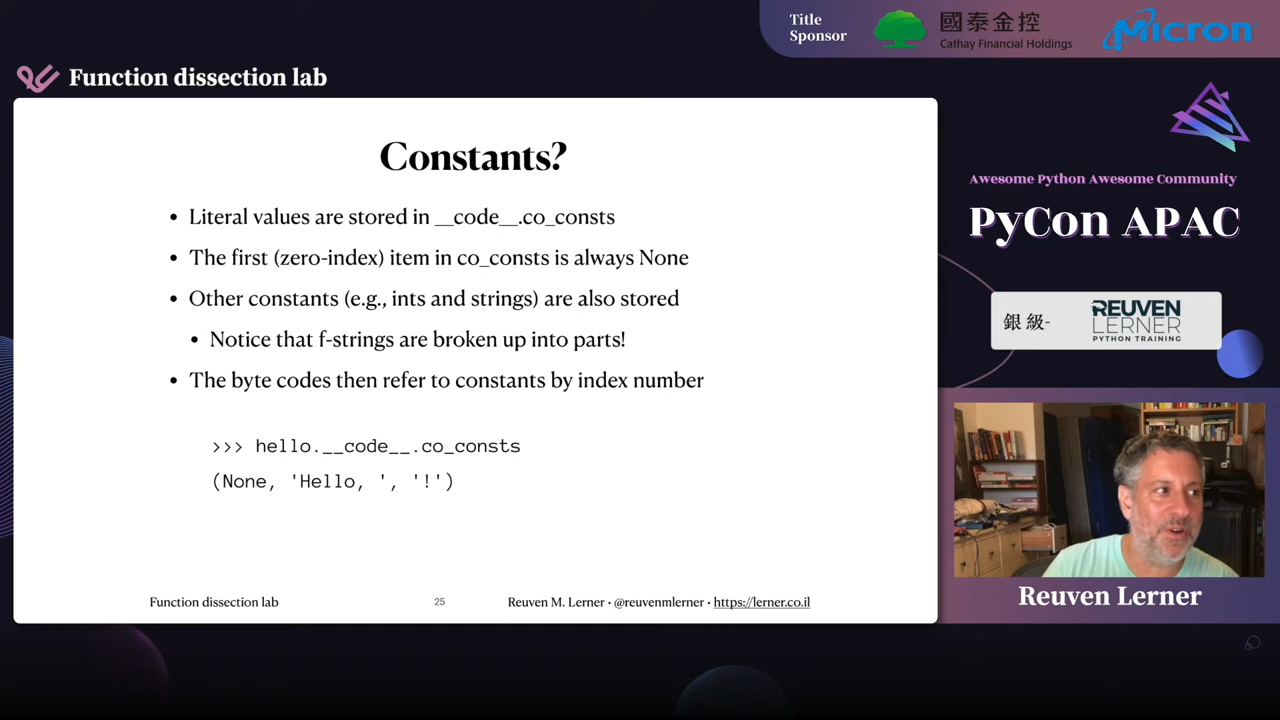 Title
Sponsor
國泰金控
Cathay Financial Holdings
Micron
Function dissection lab
Constants?
• Literal values are stored in __code__.co_consts
• The first (zero-index) item in co_consts is always None
• Other constants (e.g., ints and strings) are also stored
• Notice that f-strings are broken up into parts!
• The byte codes then refer to constants by index number
>>> hello.__code__.co_consts
(None, 'Hello, ', '!')
Function dissection lab
25
Reuven M. Lerner • @reuvenmlerner • https://lerner.co.il
Awesome Python Awesome Community
PyCon APAC
銀級-
REUVEN
LERNER
PYTHON TRAINING
Reuven Lerner